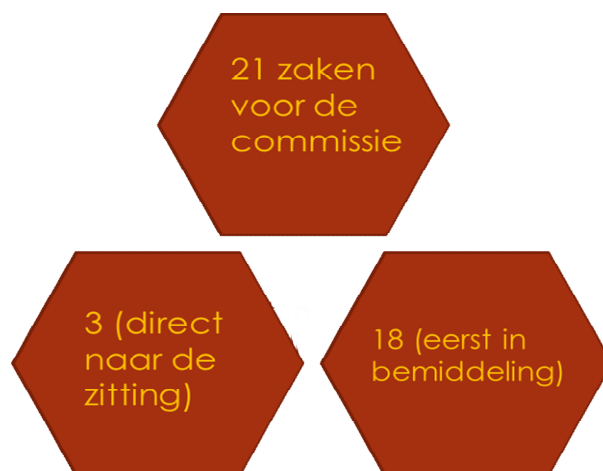 21 zaken
voor de
commissie
3 (direct
naar de
zitting)
18 (eerst in
bemiddeling)